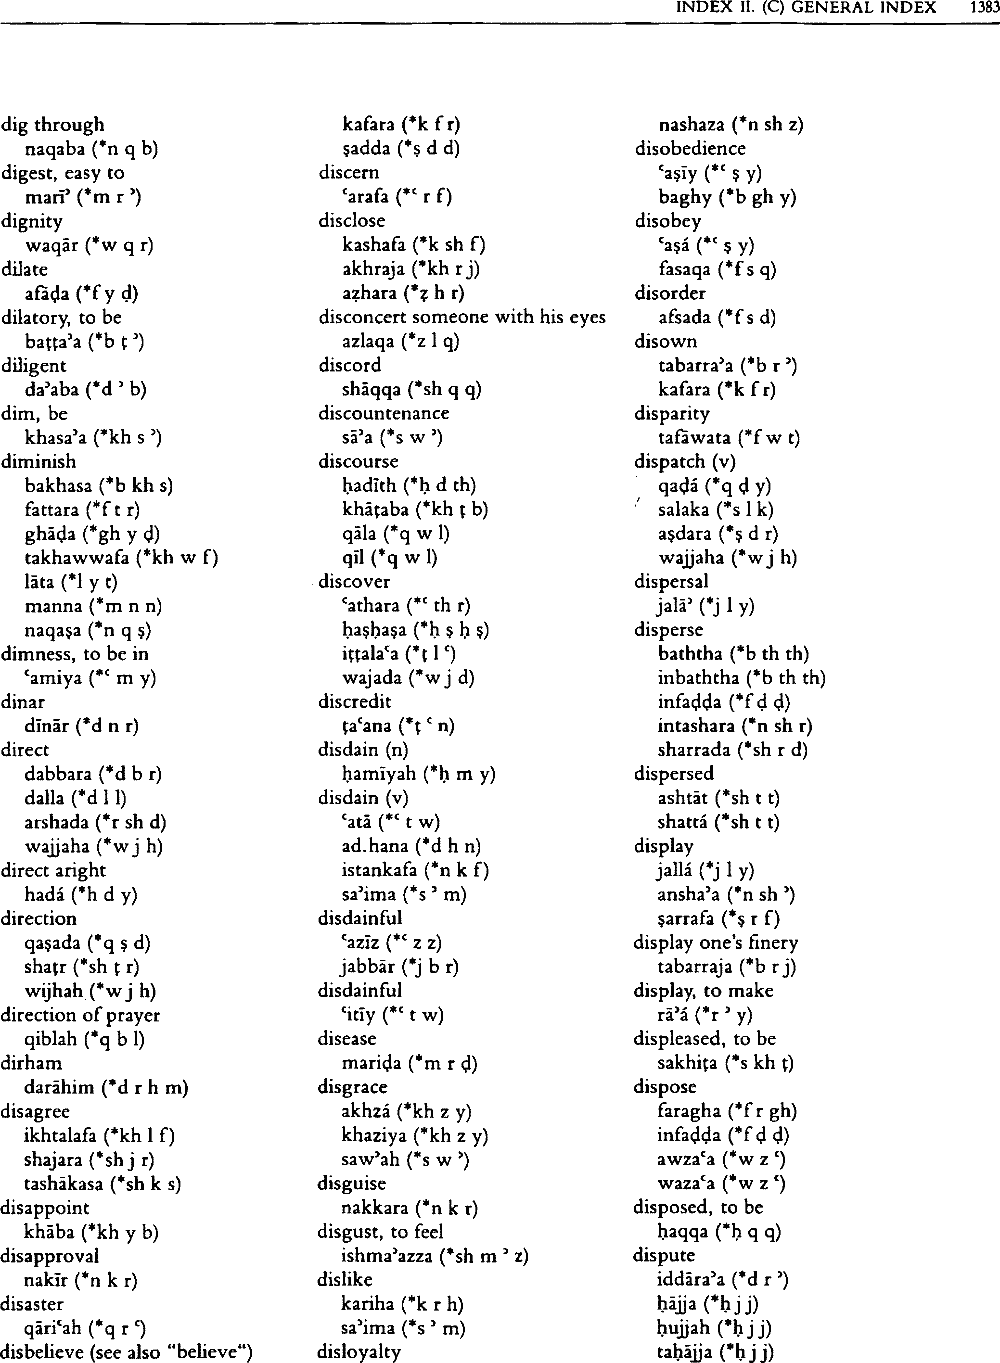 INDEX II. (C) GENERAL INDEX 1383
dig through
naqaba (*n q b)
digest, easy to
marīʾ (*m r ʾ)
dignity
waqār (*w q r)
dilate
afāḍa (*f y ḍ)
dilatory, to be
baṭṭaʾa (*b ṭ ʾ)
diligent
daʾaba (*d ʾ b)
dim, be
khasaʾa (*kh s ʾ)
diminish
bakhasa (*b kh s)
fattara (*f t r)
ghāḍa (*gh y ḍ)
takhawwafa (*kh w f)
lāta (*l y t)
manna (*m n n)
naqaṣa (*n q ṣ)
dimness, to be in
ʿamiya (*ʿ m y)
dinar
dīnār (*d n r)
direct
dabbara (*d b r)
dalla (*d l l)
arshada (*r sh d)
wajjaha (*w j h)
direct aright
hadá (*h d y)
direction
qaṣada (*q ṣ d)
shaṭr (*sh ṭ r)
wijhah (*w j h)
direction of prayer
qiblah (*q b l)
dirham
darāhim (*d r h m)
disagree
ikhtalafa (*kh l f)
shajara (*sh j r)
tashākasa (*sh k s)
disappoint
khāba (*kh y b)
disapproval
nakīr (*n k r)
disaster
qāriʿah (*q r ʿ)
disbelieve (see also "believe")
kafara (*k f r)
ṣadda (*ṣ d d)
discern
ʿarafa (*ʿ r f)
disclose
kashafa (*k sh f)
akhraja (*kh r j)
aẓhara (*ẓ h r)
disconcert someone with his eyes
azlaqa (*z l q)
discord
shāqqa (*sh q q)
discountenance
sāʾa (*s w ʾ)
discourse
ḥadīth (*ḥ d th)
khāṭaba (*kh ṭ b)
qāla (*q w l)
qīl (*q w l)
discover
ʿathara (*ʿ th r)
ḥaṣḥaṣa (*ḥ ṣ ḥ ṣ)
iṭṭalaʿa (*ṭ l ʿ)
wajada (*w j d)
discredit
ṭaʿana (*ṭ ʿ n)
disdain (n)
ḥamīyah (*ḥ m y)
disdain (v)
ʿatā (*ʿ t w)
ad.hana (*d h n)
istankafa (*n k f)
saʾima (*s ʾ m)
disdainful
ʿazīz (*ʿ z z)
jabbār (*j b r)
disdainful
ʿitīy (*ʿ t w)
disease
mariḍa (*m r ḍ)
disgrace
akhzá (*kh z y)
khaziya (*kh z y)
sawʾah (*s w ʾ)
disguise
nakkara (*n k r)
disgust, to feel
ishmaʾazza (*sh m ʾ z)
dislike
kariha (*k r h)
saʾima (*s ʾ m)
disloyalty
nashaza (*n sh z)
disobedience
ʿaṣīy (*ʿ ṣ y)
baghy (*b gh y)
disobey
ʿaṣá (*ʿ ṣ y)
fasaqa (*f s q)
disorder
afsada (*f s d)
disown
tabarraʾa (*b r ʾ)
kafara (*k f r)
disparity
tafāwata (*f w t)
dispatch (v)
qaḍá (*q ḍ y)
salaka (*s l k)
aṣdara (*ṣ d r)
wajjaha (*w j h)
dispersal
jalāʾ (*j l y)
disperse
baththa (*b th th)
inbaththa (*b th th)
infaḍḍa (*f ḍ ḍ)
intashara (*n sh r)
sharrada (*sh r d)
dispersed
ashtāt (*sh t t)
shattá (*sh t t)
display
jallá (*j l y)
anshaʾa (*n sh ʾ)
ṣarrafa (*ṣ r f)
display one's finery
tabarraja (*b r j)
display, to make
rāʾá (*r ʾ y)
displeased, to be
sakhiṭa (*s kh ṭ)
dispose
faragha (*f r gh)
infaḍḍa (*f ḍ ḍ)
awzaʿa (*w z ʿ)
wazaʿa (*w z ʿ)
disposed, to be
ḥaqqa (*ḥ q q)
dispute
iddāraʾa (*d r ʾ)
ḥājja (*ḥ j j)
ḥujjah (*ḥ j j)
taḥājja (*ḥ j j)